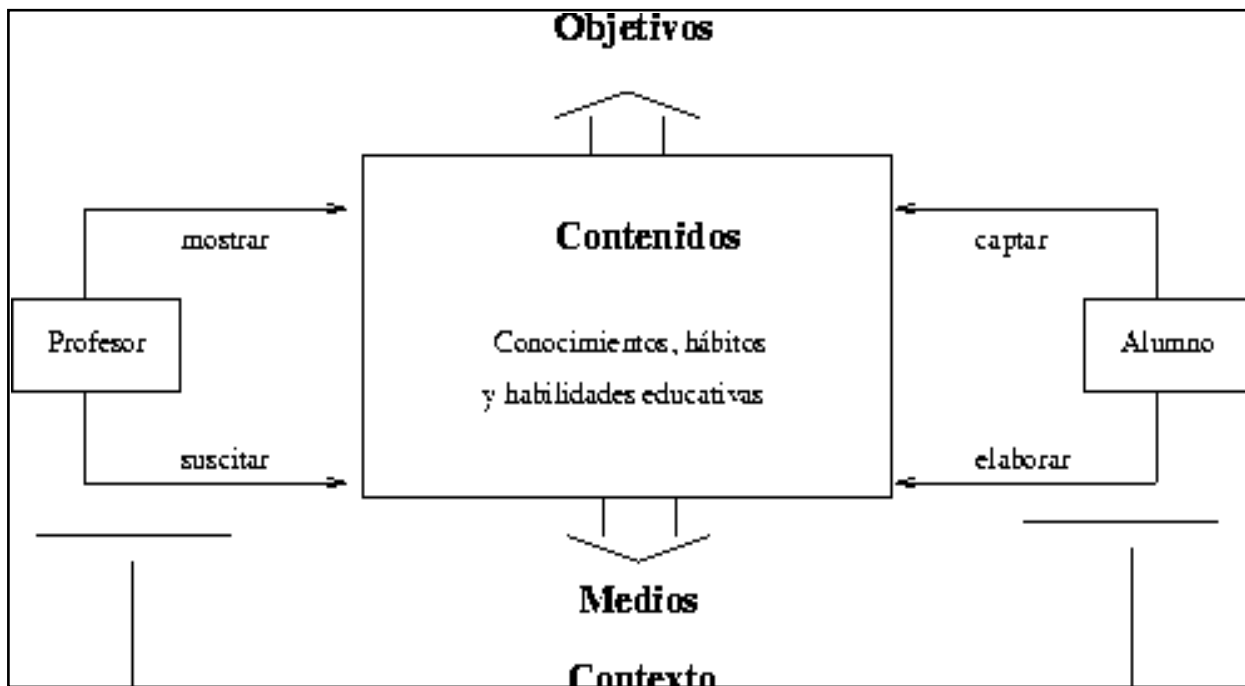 Objetivos
Contenidos
mostrar
captar
Profesor
Conocimientos, hábitos
y habilidades educativas
Alumno
suscitar
elaborar
Medios
Contexto